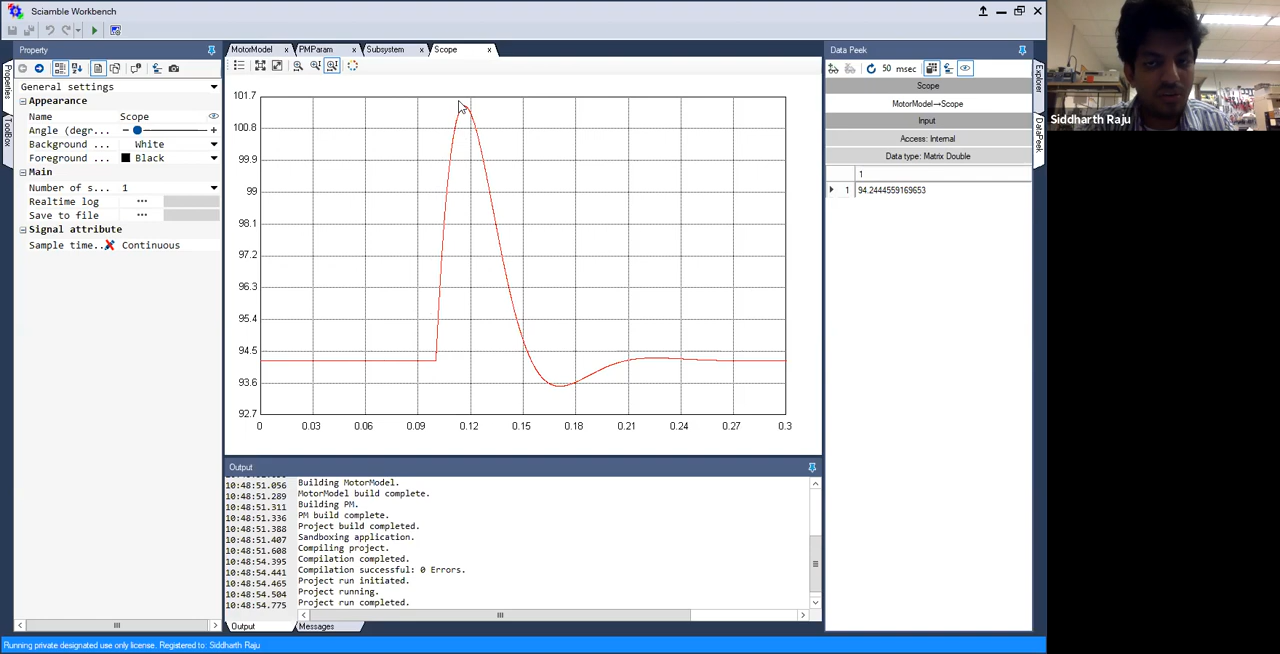 Sciamble Workbench
Property
MotorModel x PMParam x Subsystem x Scope x
Data Peek
50 msec
General settings
Appearance
Name Scope
Angle (degr...
Background ... White
Foreground ... Black
Main
Number of s... 1
Realtime log ...
Save to file ...
Signal attribute
Sample time.. Continuous
Properties
ToolBox
101.7
100.8
99.9
99
98.1
97.2
96.3
95.4
94.5
93.6
92.7
0 0.03 0.06 0.09 0.12 0.15 0.18 0.21 0.24 0.27 0.3
Scope
MotorModel→Scope
Input
Access: Internal
Data type: Matrix Double
1
1 94.2444559169653
Explorer
DataPeek
Siddharth Raju
Output
10:48:51.056 Building MotorModel.
10:48:51.289 MotorModel build complete.
10:48:51.311 Building PM.
10:48:51.336 PM build complete.
10:48:51.388 Project build completed.
10:48:51.407 Sandboxing application.
10:48:51.608 Compiling project.
10:48:54.395 Compilation completed.
10:48:54.441 Compilation successful: 0 Errors.
10:48:54.465 Project run initiated.
10:48:54.504 Project running.
10:48:54.775 Project run completed.
Output Messages
Running private designated use only license. Registered to: Siddharth Raju